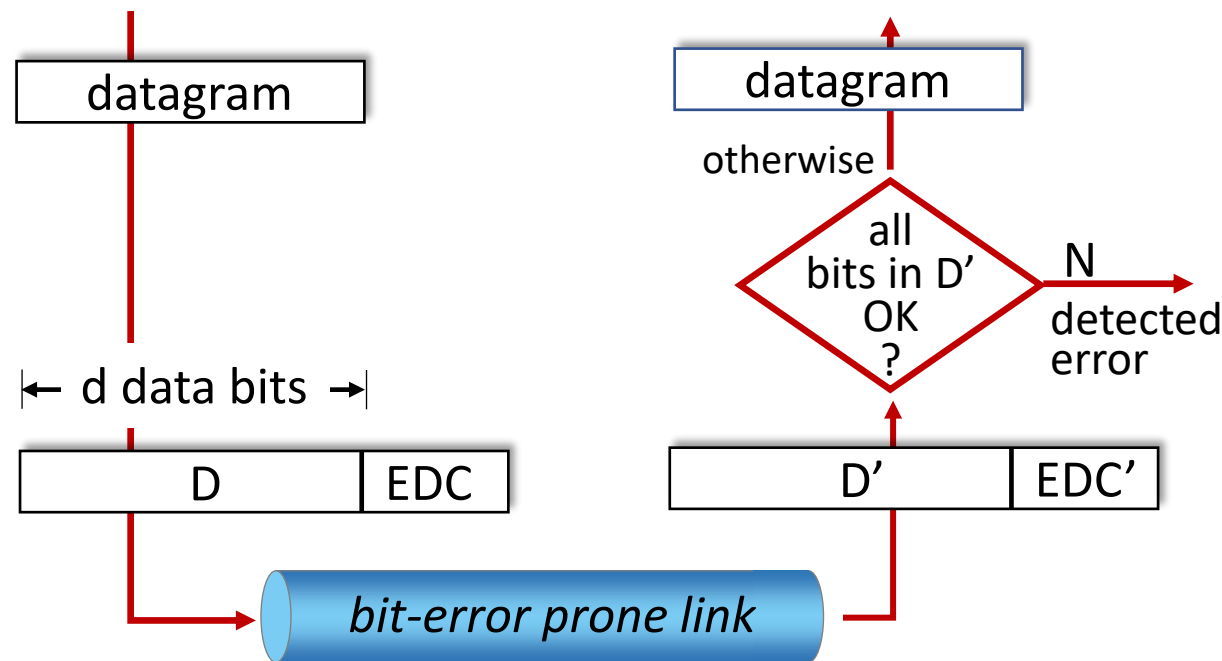 datagram
d data bits
D
EDC
bit-error prone link
datagram
otherwise
all
bits in D’
OK
?
N
detected
error
D’
EDC’